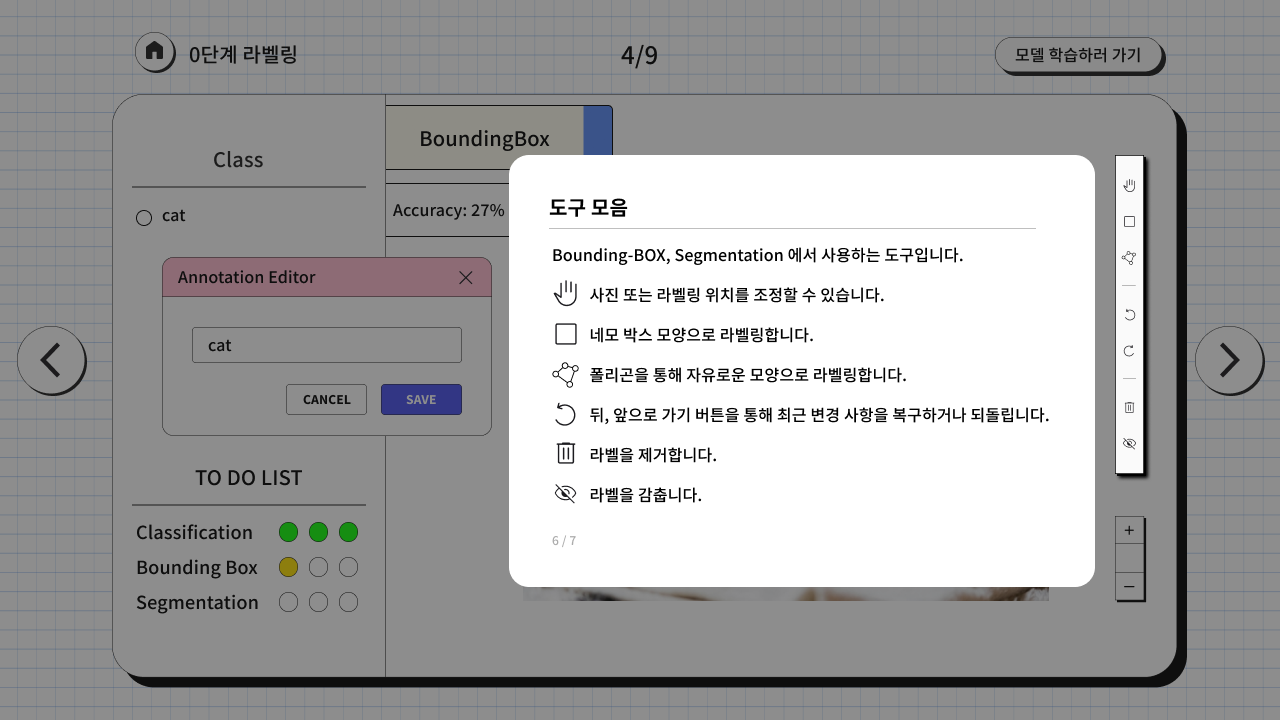 0단계 라벨링
4/9
모델 학습하러 가기
Class
cat
Annotation Editor
cat
CANCEL
SAVE
TO DO LIST
Classification
Bounding Box
Segmentation
BoundingBox
Accuracy: 27%
도구 모음
Bounding-BOX, Segmentation 에서 사용하는 도구입니다.
사진 또는 라벨링 위치를 조정할 수 있습니다.
네모 박스 모양으로 라벨링합니다.
폴리곤을 통해 자유로운 모양으로 라벨링합니다.
뒤, 앞으로 가기 버튼을 통해 최근 변경 사항을 복구하거나 되돌립니다.
라벨을 제거합니다.
라벨을 감춥니다.
6 / 7
+
−